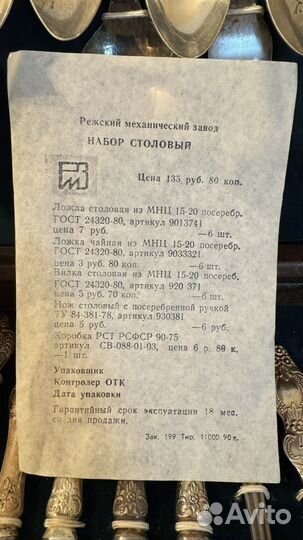 Режский механический завод
НАБОР СТОЛОВЫЙ
РМЗ
Цена 135 руб. 80 коп.
Ложла столовая из МНЦ 15-20 посеребр.
ГОСТ 24320-80, артикул 9013741
цена 7 руб. —6 шт.
Ложка чайная из МНЦ 15-20 посеребр.
ГОСТ 24320-80, артикул 9033321
цена 3 руб. 80 коп. —6 шт.
Вилка столовая из МНЦ 15-20 посереб.
ГОСТ 24320-80, артикул 920 371
цена 5 руб. 70 коп. —6 шт.
Нож столовый с посеребренной ручкой
ТУ 84-381-78, артикул 930381
цена 5 руб. —6 руб.
Коробка РСТ РСФСР 90-75
артикул СВ-088-01-03, цена 6 р. 80 к.
—1 шт.
Упаковщик
Контролер ОТК
Дата упаковки
Гарантийный срок эксплуатации 18 мес.
со дня продажи.
Зак. 199 Тир. 11000 90 г.
Avito